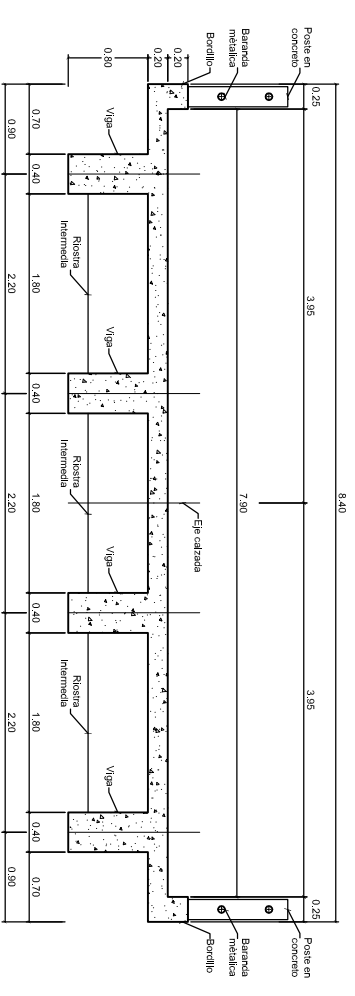 8.40
0.25 3.95 3.95 0.25
Poste en
concreto
Poste en
concreto
7.90
Baranda
métalica
Baranda
métalica
Bordillo
Eje calzada
Bordillo
0.20
0.20
0.80
Viga
Viga
Viga
Viga
Riostra
Intermedia
Riostra
Intermedia
Riostra
Intermedia
0.70 0.40 1.80 0.40 1.80 0.40 1.80 0.40 0.70
0.90 2.20 2.20 2.20 0.90